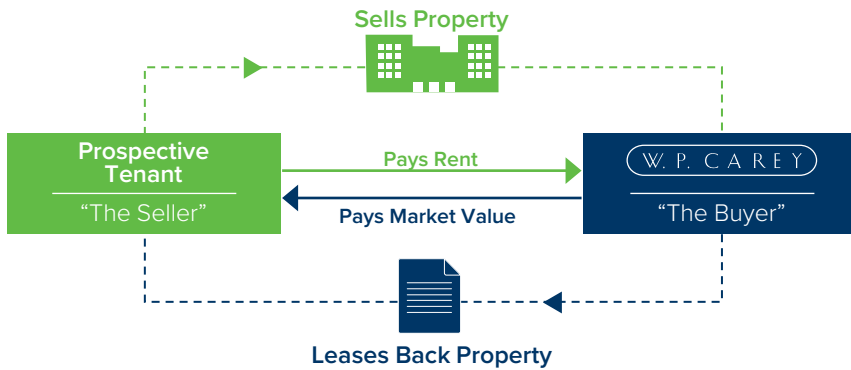 Sells Property
Prospective
Tenant
“The Seller”
Pays Rent
Pays Market Value
W. P. CAREY
“The Buyer”
Leases Back Property